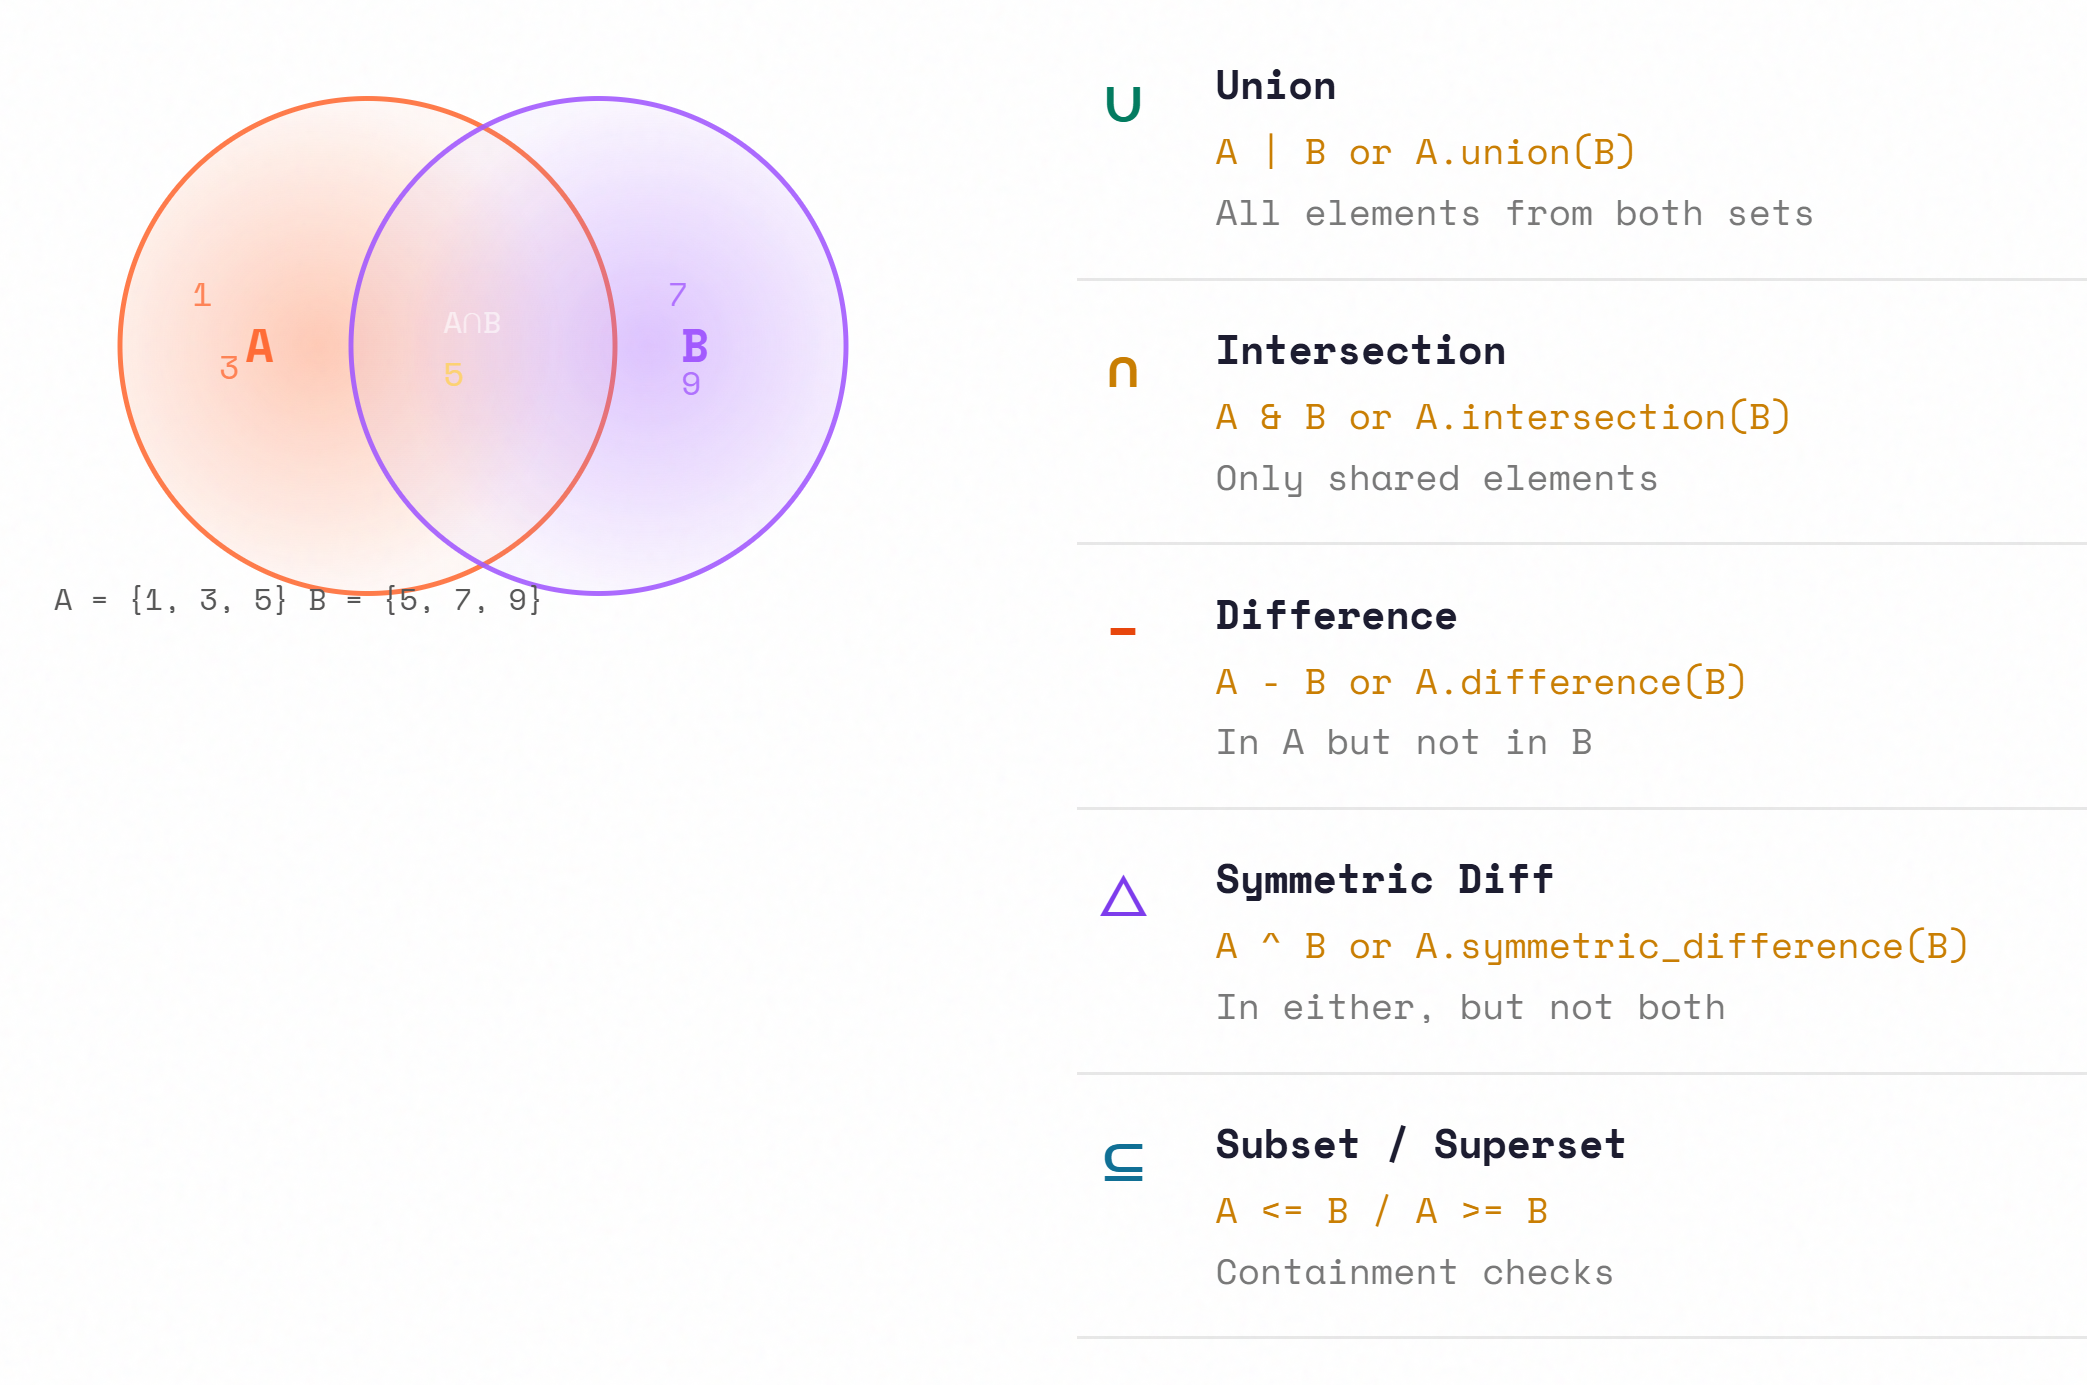 1
A
3
A∩B
5
7
B
9
A = {1, 3, 5} B = {5, 7, 9}
∪
Union
A | B or A.union(B)
All elements from both sets
∩
Intersection
A & B or A.intersection(B)
Only shared elements
−
Difference
A - B or A.difference(B)
In A but not in B
△
Symmetric Diff
A ^ B or A.symmetric_difference(B)
In either, but not both
⊆
Subset / Superset
A <= B / A >= B
Containment checks